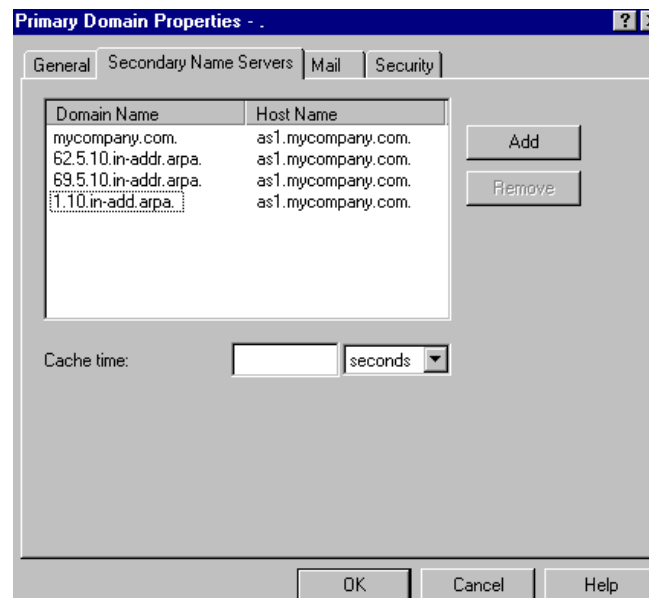 Primary Domain Properties - .
General Secondary Name Servers Mail Security
Domain Name Host Name
mycompany.com. as1.mycompany.com.
62.5.10.in-addr.arpa. as1.mycompany.com.
69.5.10.in-addr.arpa. as1.mycompany.com.
1.10.in-add.arpa. as1.mycompany.com.
Add
Remove
Cache time: seconds
OK Cancel Help